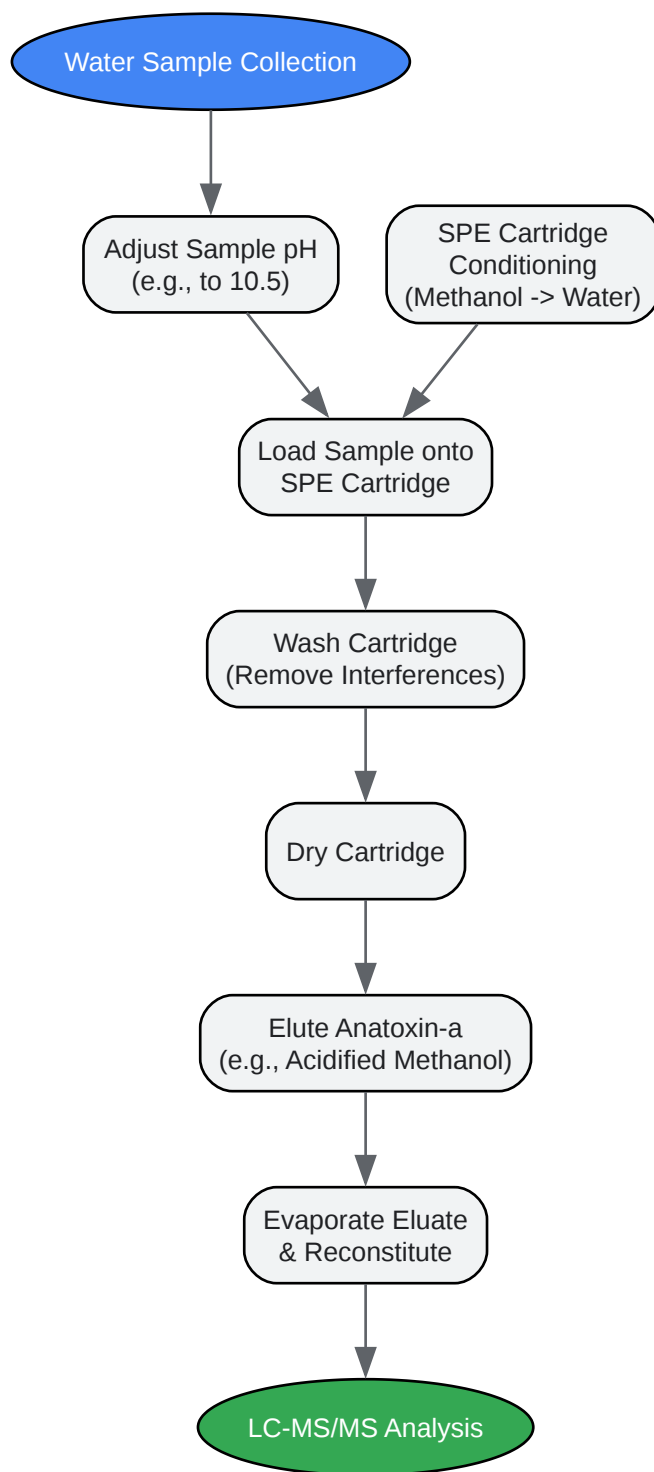 Water Sample Collection
Adjust Sample pH
(e.g., to 10.5)
SPE Cartridge
Conditioning
(Methanol -> Water)
Load Sample onto
SPE Cartridge
Wash Cartridge
(Remove Interferences)
Dry Cartridge
Elute Anatoxin-a
(e.g., Acidified Methanol)
Evaporate Eluate
& Reconstitute
LC-MS/MS Analysis